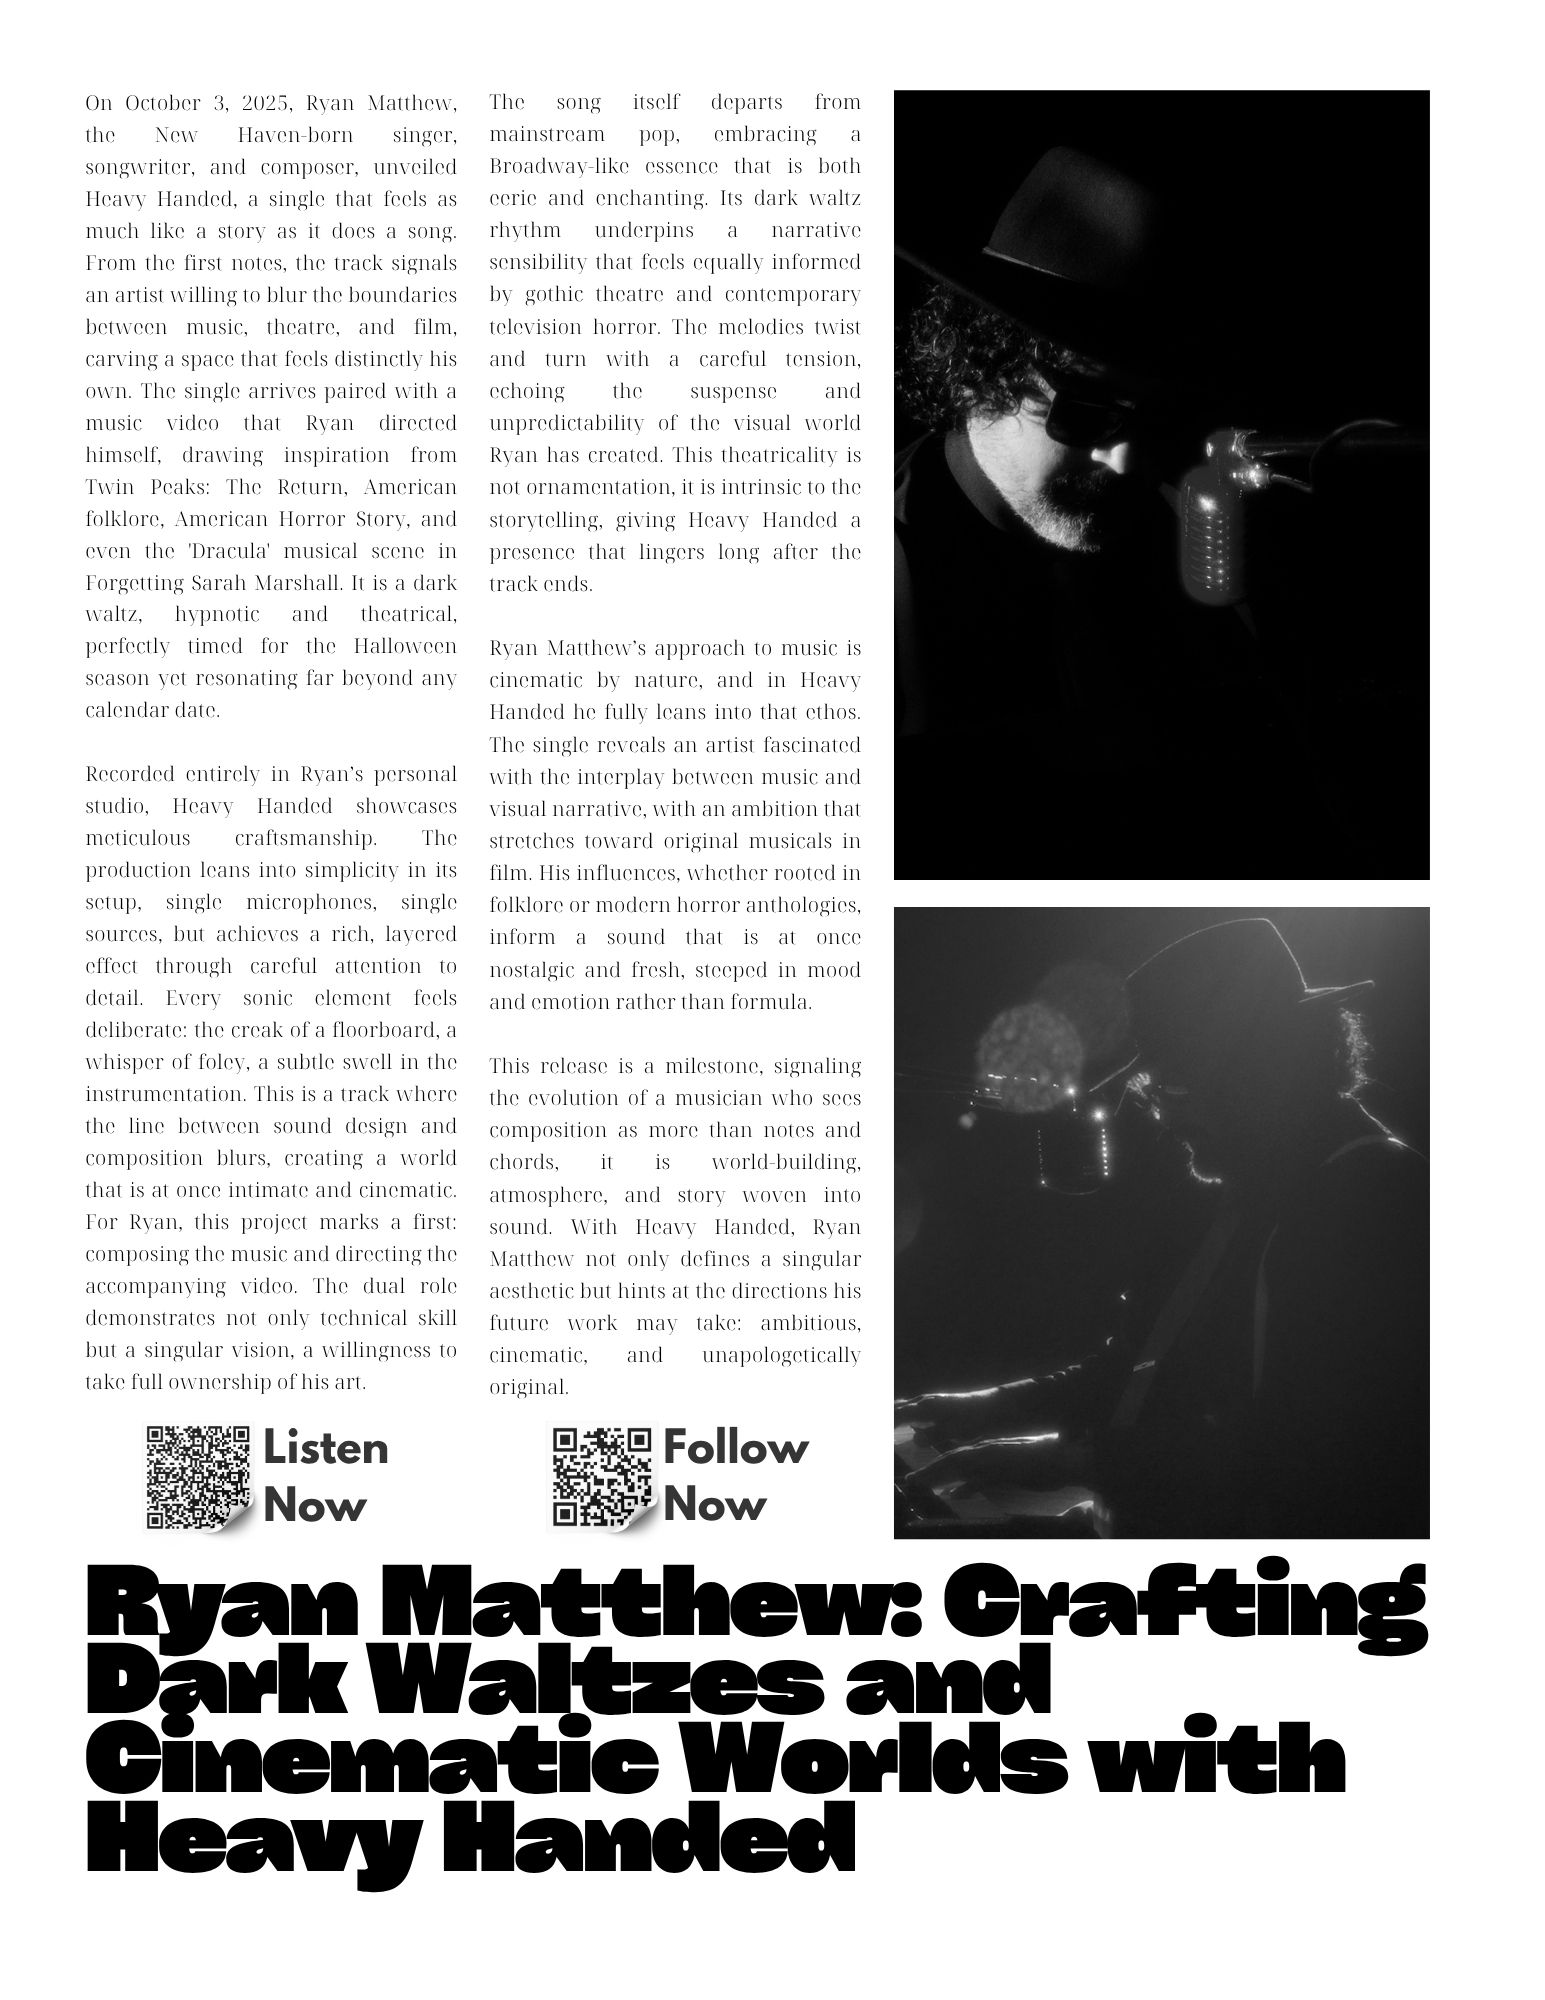 On October 3, 2025, Ryan Matthew,
the New Haven-born singer,
songwriter, and composer, unveiled
Heavy Handed, a single that feels as
much like a story as it does a song.
From the first notes, the track signals
an artist willing to blur the boundaries
between music, theatre, and film,
carving a space that feels distinctly his
own. The single arrives paired with a
music video that Ryan directed
himself, drawing inspiration from
Twin Peaks: The Return, American
folklore, American Horror Story, and
even the 'Dracula' musical scene in
Forgetting Sarah Marshall. It is a dark
waltz, hypnotic and theatrical,
perfectly timed for the Halloween
season yet resonating far beyond any
calendar date.
Recorded entirely in Ryan’s personal
studio, Heavy Handed showcases
meticulous craftsmanship. The
production leans into simplicity in its
setup, single microphones, single
sources, but achieves a rich, layered
effect through careful attention to
detail. Every sonic element feels
deliberate: the creak of a floorboard, a
whisper of foley, a subtle swell in the
instrumentation. This is a track where
the line between sound design and
composition blurs, creating a world
that is at once intimate and cinematic.
For Ryan, this project marks a first:
composing the music and directing the
accompanying video. The dual role
demonstrates not only technical skill
but a singular vision, a willingness to
take full ownership of his art.
The song itself departs from
mainstream pop, embracing a
Broadway-like essence that is both
eerie and enchanting. Its dark waltz
rhythm underpins a narrative
sensibility that feels equally informed
by gothic theatre and contemporary
television horror. The melodies twist
and turn with a careful tension,
echoing the suspense and
unpredictability of the visual world
Ryan has created. This theatricality is
not ornamentation, it is intrinsic to the
storytelling, giving Heavy Handed a
presence that lingers long after the
track ends.
Ryan Matthew’s approach to music is
cinematic by nature, and in Heavy
Handed he fully leans into that ethos.
The single reveals an artist fascinated
with the interplay between music and
visual narrative, with an ambition that
stretches toward original musicals in
film. His influences, whether rooted in
folklore or modern horror anthologies,
inform a sound that is at once
nostalgic and fresh, steeped in mood
and emotion rather than formula.
This release is a milestone, signaling
the evolution of a musician who sees
composition as more than notes and
chords, it is world-building,
atmosphere, and story woven into
sound. With Heavy Handed, Ryan
Matthew not only defines a singular
aesthetic but hints at the directions his
future work may take: ambitious,
cinematic, and unapologetically
original.
Listen
Now
Follow
Now
Ryan Matthew: Crafting
Dark Waltzes and
Cinematic Worlds with
Heavy Handed